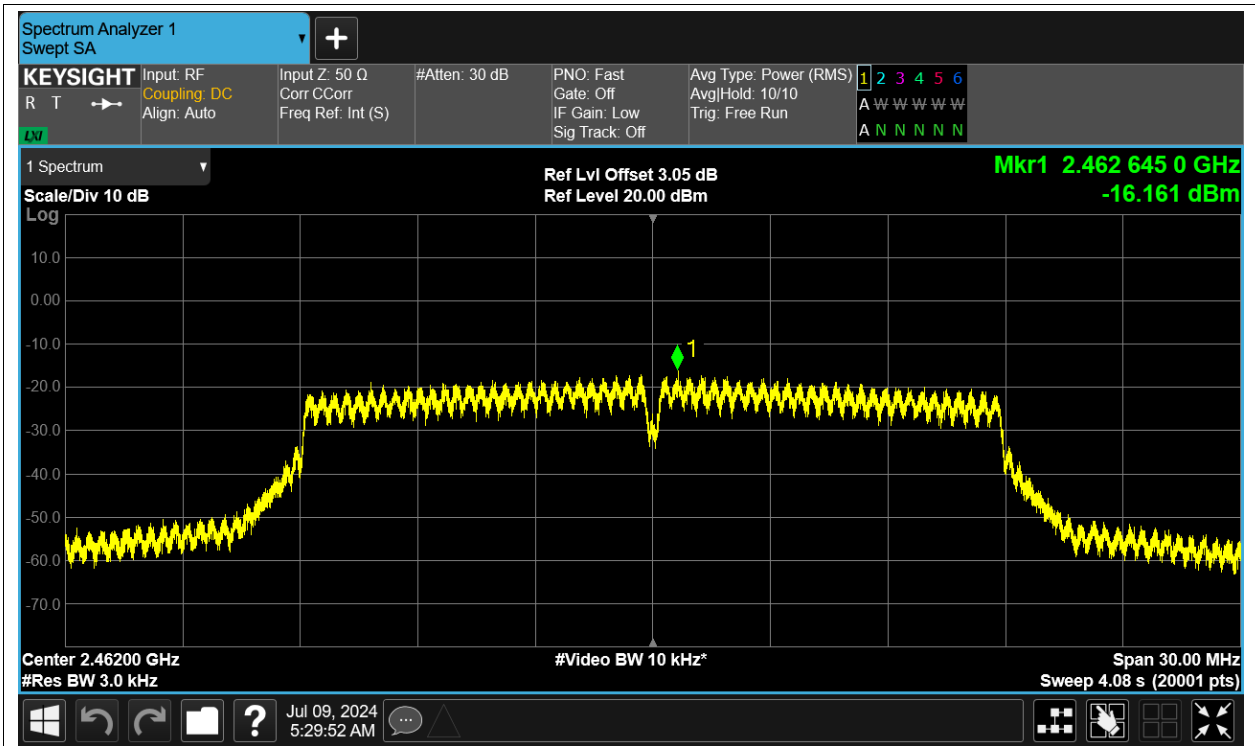 Spectrum Analyzer 1
Swept SA
KEYSIGHT
R T
LXI
Input: RF
Coupling: DC
Align: Auto
Input Z: 50 Ω
Corr CCorr
Freq Ref: Int (S)
#Atten: 30 dB
PNO: Fast
Gate: Off
IF Gain: Low
Sig Track: Off
Avg Type: Power (RMS)
Avg|Hold: 10/10
Trig: Free Run
1 2 3 4 5 6
A W W W W W
A N N N N N
1 Spectrum
Scale/Div 10 dB
Ref Lvl Offset 3.05 dB
Ref Level 20.00 dBm
Mkr1 2.462 645 0 GHz
-16.161 dBm
Log
10.0
0.00
-10.0
-20.0
-30.0
-40.0
-50.0
-60.0
-70.0
1
Center 2.46200 GHz
#Res BW 3.0 kHz
#Video BW 10 kHz*
Span 30.00 MHz
Sweep 4.08 s (20001 pts)
?
Jul 09, 2024
5:29:52 AM